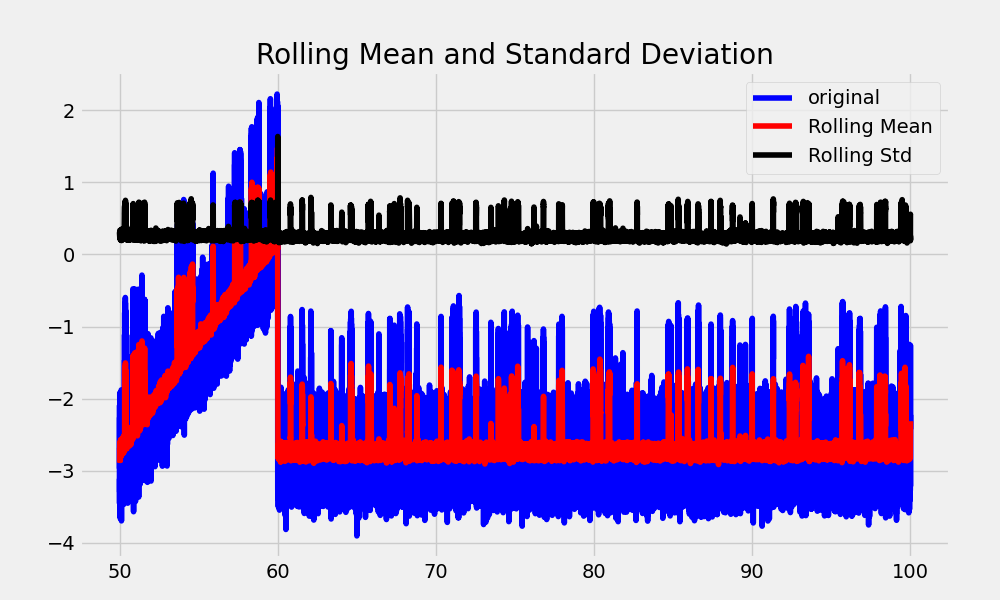 Rolling Mean and Standard Deviation
original
Rolling Mean
Rolling Std
2
1
0
−1
−2
−3
−4
50 60 70 80 90 100